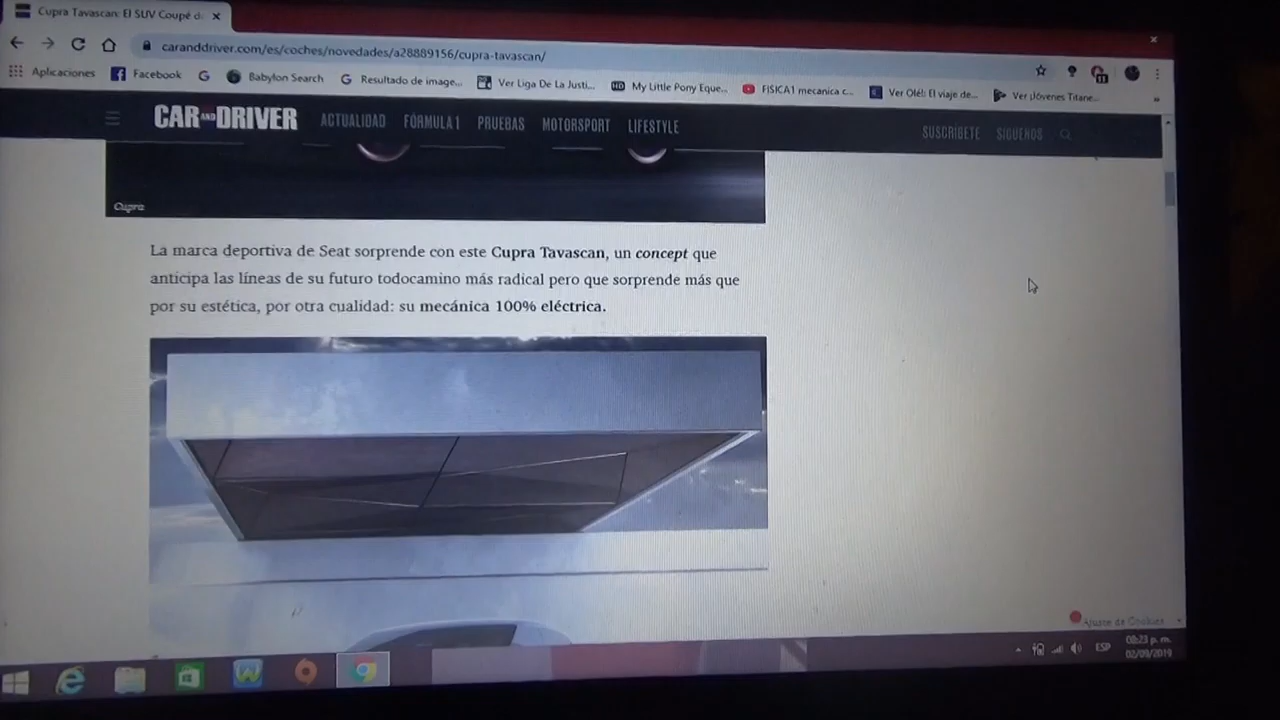 Cupra Tavascan: El SUV Coupé d
caranddriver.com/es/coches/novedades/a28889156/cupra-tavascan/
Aplicaciones Facebook Babylon Search Resultado de image... Ver Liga De La Justi... My Little Pony Eque... FISICA1 mecanica c... Ver Olé!: El viaje de... Ver ¡Jóvenes Titane...
CAR AND DRIVER ACTUALIDAD FÓRMULA 1 PRUEBAS MOTORSPORT LIFESTYLE SUSCRÍBETE SÍGUENOS
Cupra
La marca deportiva de Seat sorprende con este Cupra Tavascan, un concept que
anticipa las líneas de su futuro todocamino más radical pero que sorprende más que
por su estética, por otra cualidad: su mecánica 100% eléctrica.
Ajustes de Cookies
ESP
08:23 p. m.
02/09/2019